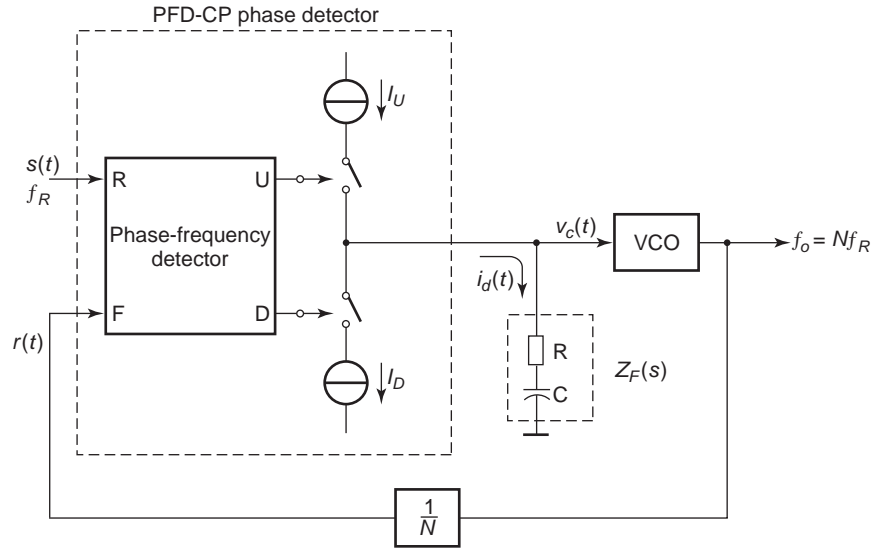 PFD-CP phase detector
I_U
s(t)
f_R
R
U
Phase-frequency
detector
F
D
r(t)
v_c(t)
VCO
f_o = Nf_R
i_d(t)
R
C
Z_F(s)
I_D
1
N